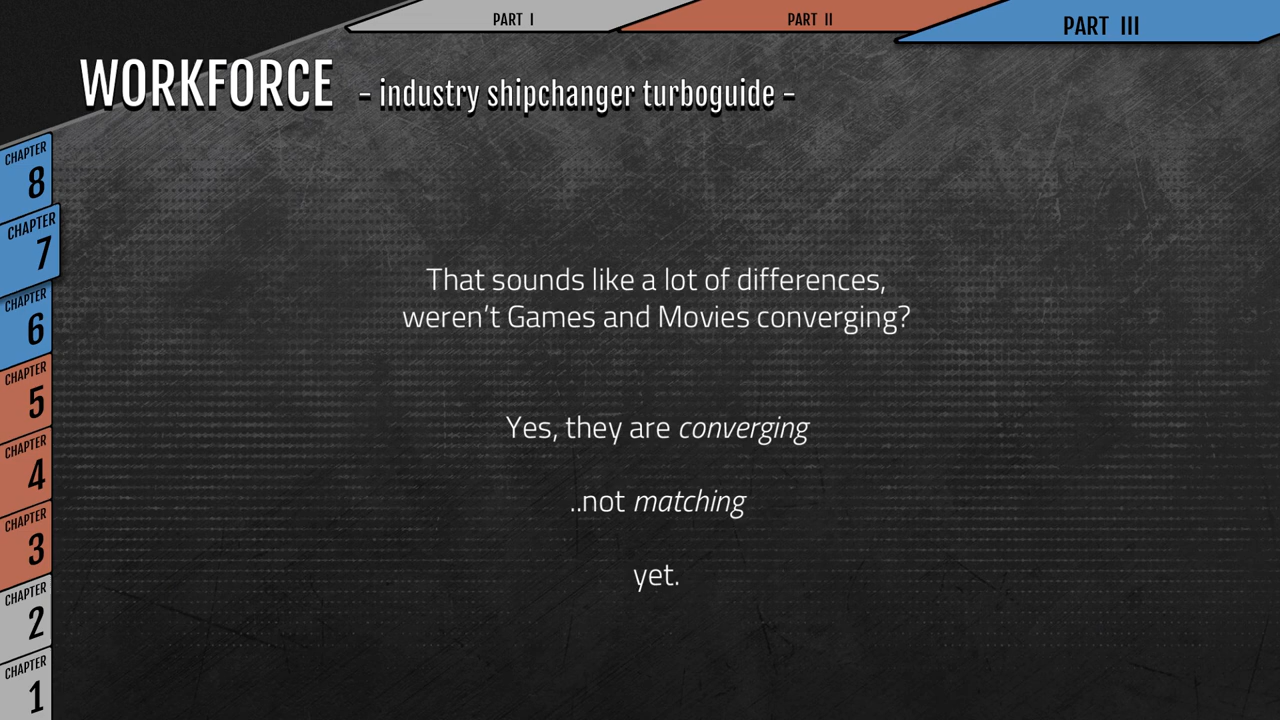 PART I
PART II
PART III
WORKFORCE - industry shipchanger turboguide -
CHAPTER
8
CHAPTER
7
CHAPTER
6
CHAPTER
5
CHAPTER
4
CHAPTER
3
CHAPTER
2
CHAPTER
1
That sounds like a lot of differences,
weren't Games and Movies converging?
Yes, they are converging
..not matching
yet.